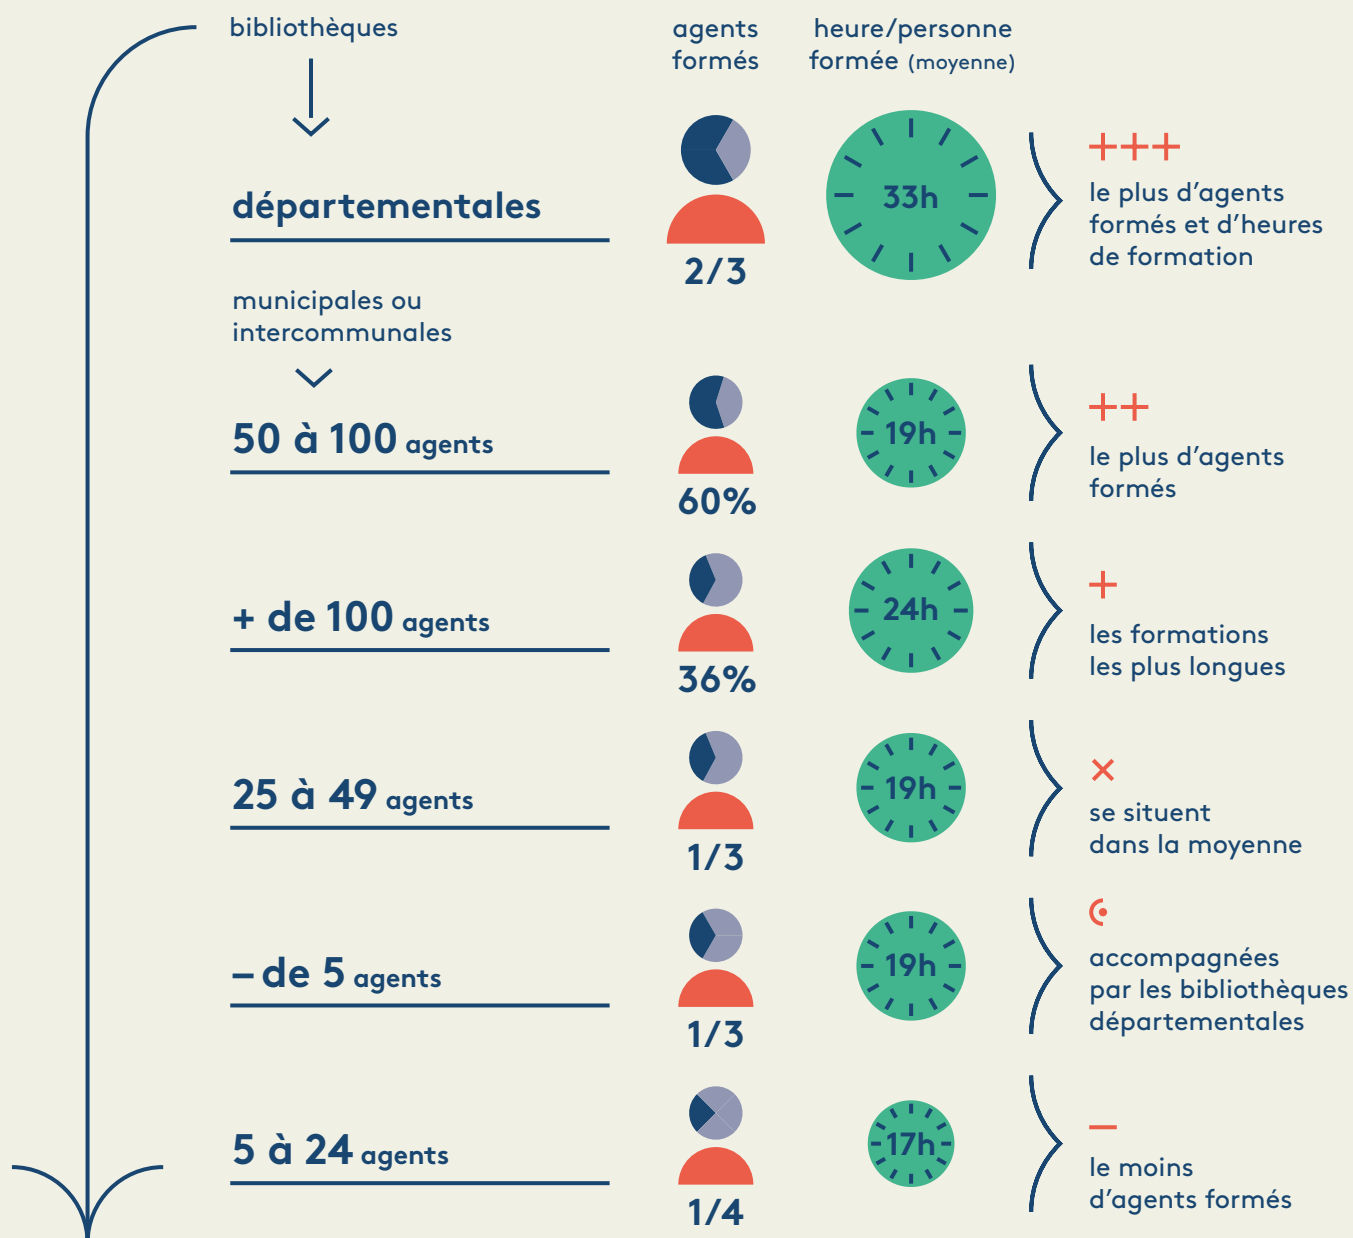 bibliothèques
agents
formés
heure/personne
formée (moyenne)
départementales
2/3
33h
+++
le plus d’agents
formés et d’heures
de formation
municipales ou
intercommunales
50 à 100 agents
60%
19h
++
le plus d’agents
formés
+ de 100 agents
36%
24h
+
les formations
les plus longues
25 à 49 agents
1/3
19h
×
se situent
dans la moyenne
– de 5 agents
1/3
19h
accompagnées
par les bibliothèques
départementales
5 à 24 agents
1/4
17h
–
le moins
d’agents formés